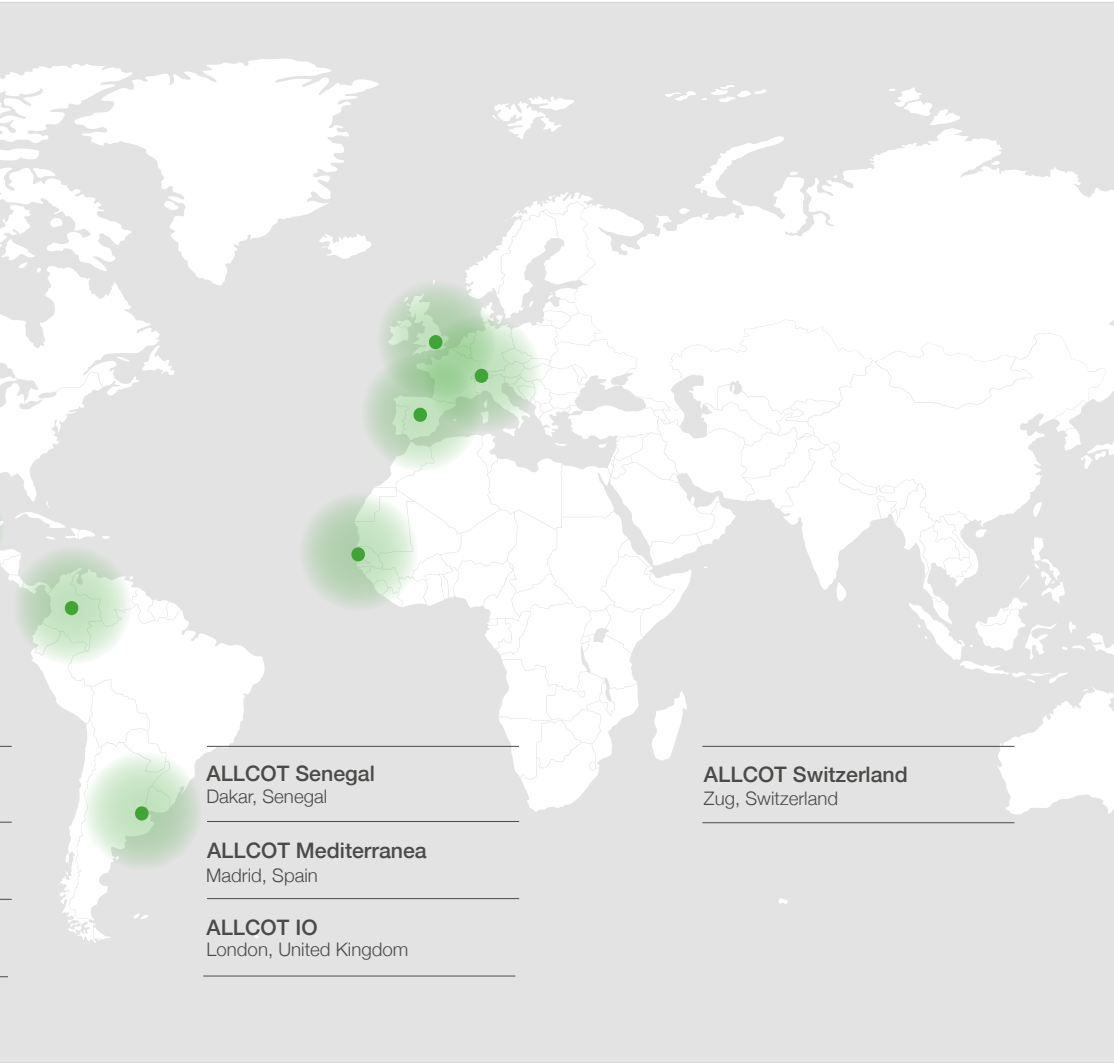 ALLCOT Senegal
Dakar, Senegal
ALLCOT Mediterranea
Madrid, Spain
ALLCOT IO
London, United Kingdom
ALLCOT Switzerland
Zug, Switzerland